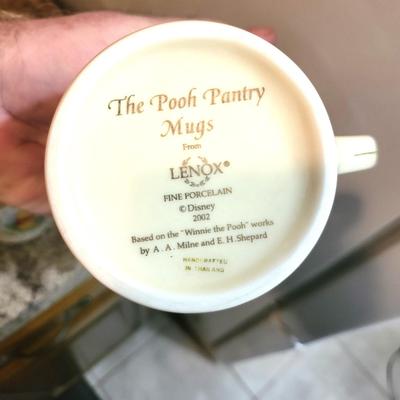 The Pooh Pantry
Mugs
From
LENOX®
FINE PORCELAIN
© Disney
2002
Based on the "Winnie the Pooh" works
by A. A. Milne and E. H. Shepard
HANDCRAFTED
IN THAILAND